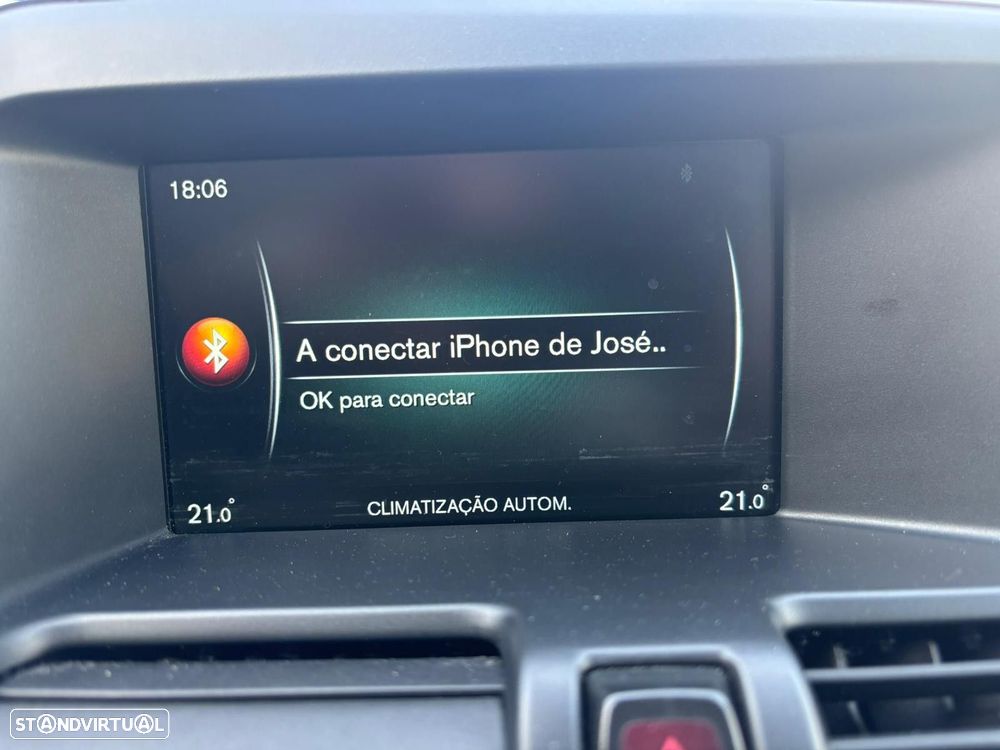 18:06
A conectar iPhone de José..
OK para conectar
21.0°
CLIMATIZAÇÃO AUTOM.
21.0°
STANDVIRTUAL